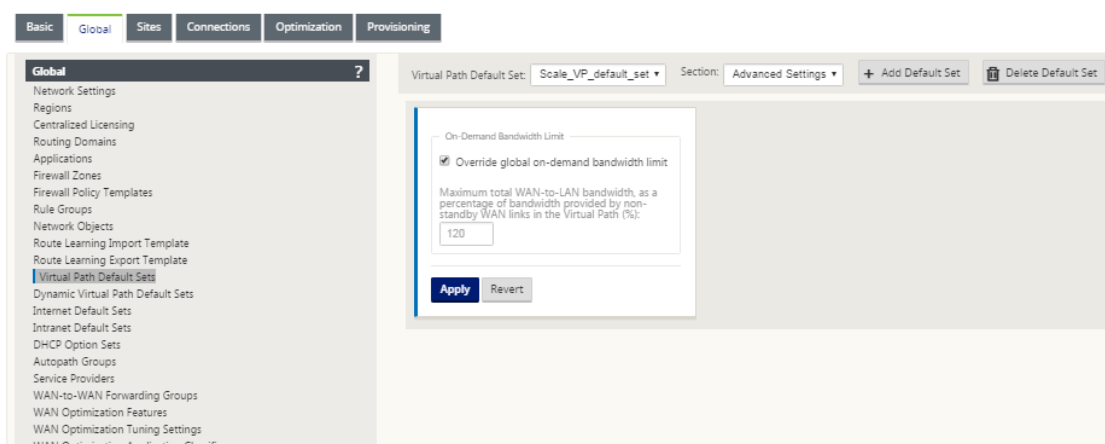 Basic Global Sites Connections Optimization Provisioning
Global ?
Network Settings
Regions
Centralized Licensing
Routing Domains
Applications
Firewall Zones
Firewall Policy Templates
Rule Groups
Network Objects
Route Learning Import Template
Route Learning Export Template
Virtual Path Default Sets
Dynamic Virtual Path Default Sets
Internet Default Sets
Intranet Default Sets
DHCP Option Sets
Autopath Groups
Service Providers
WAN-to-WAN Forwarding Groups
WAN Optimization Features
WAN Optimization Tuning Settings
Virtual Path Default Set: Scale_VP_default_set Section: Advanced Settings + Add Default Set Delete Default Set
On-Demand Bandwidth Limit
Override global on-demand bandwidth limit
Maximum total WAN-to-LAN bandwidth, as a
percentage of bandwidth provided by non-
standby WAN links in the Virtual Path (%):
120
Apply Revert